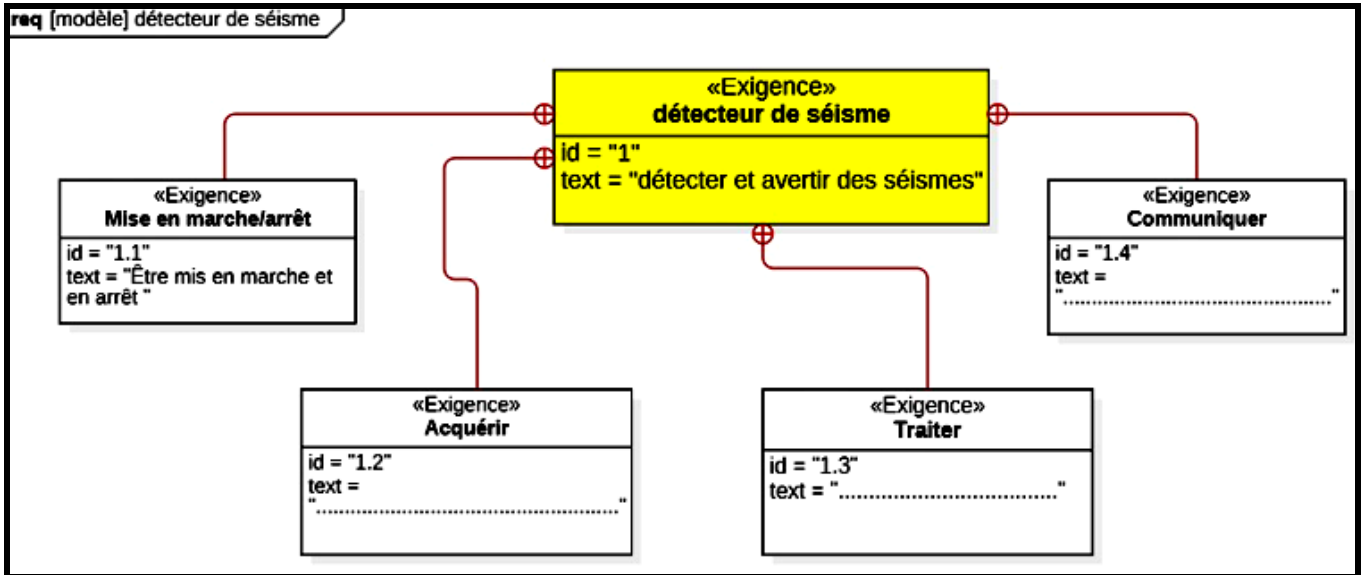 req [modèle] détecteur de séisme
«Exigence»
détecteur de séisme
id = "1"
text = "détecter et avertir des séismes"
«Exigence»
Mise en marche/arrêt
id = "1.1"
text = "Être mis en marche et
en arrêt "
«Exigence»
Communiquer
id = "1.4"
text =
"................................................"
«Exigence»
Acquérir
id = "1.2"
text =
"......................................................"
«Exigence»
Traiter
id = "1.3"
text = "...................................."